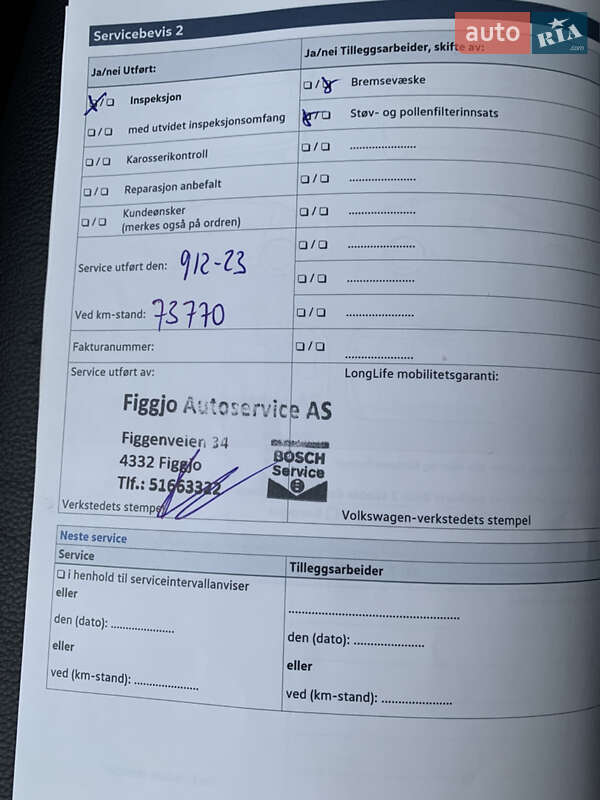 auto RIA .com
Servicebevis 2
Ja/nei Utført:
Ja/nei Tilleggsarbeider, skifte av:
❏/❏ Inspeksjon
❏/❏ Bremsevæske
❏/❏ med utvidet inspeksjonsomfang
❏/❏ Støv- og pollenfilterinnsats
❏/❏ Karosserikontroll
❏/❏ ......................
❏/❏ Reparasjon anbefalt
❏/❏ ......................
❏/❏ Kundeønsker
(merkes også på ordren)
❏/❏ ......................
❏/❏ ......................
Service utført den: 912-23
❏/❏ ......................
Ved km-stand: 73770
❏/❏ ......................
Fakturanummer:
❏/❏ ......................
Service utført av:
LongLife mobilitetsgaranti:
Figgjo Autoservice AS
Figgenveien 34
4332 Figgjo
Tlf.: 51663322
BOSCH
Service
Verkstedets stempel
Volkswagen-verkstedets stempel
Neste service
Service
Tilleggsarbeider
❏ i henhold til serviceintervallanviser
eller
den (dato): .....................
eller
ved (km-stand): .....................
.....................................................
den (dato): .....................
eller
ved (km-stand): .....................